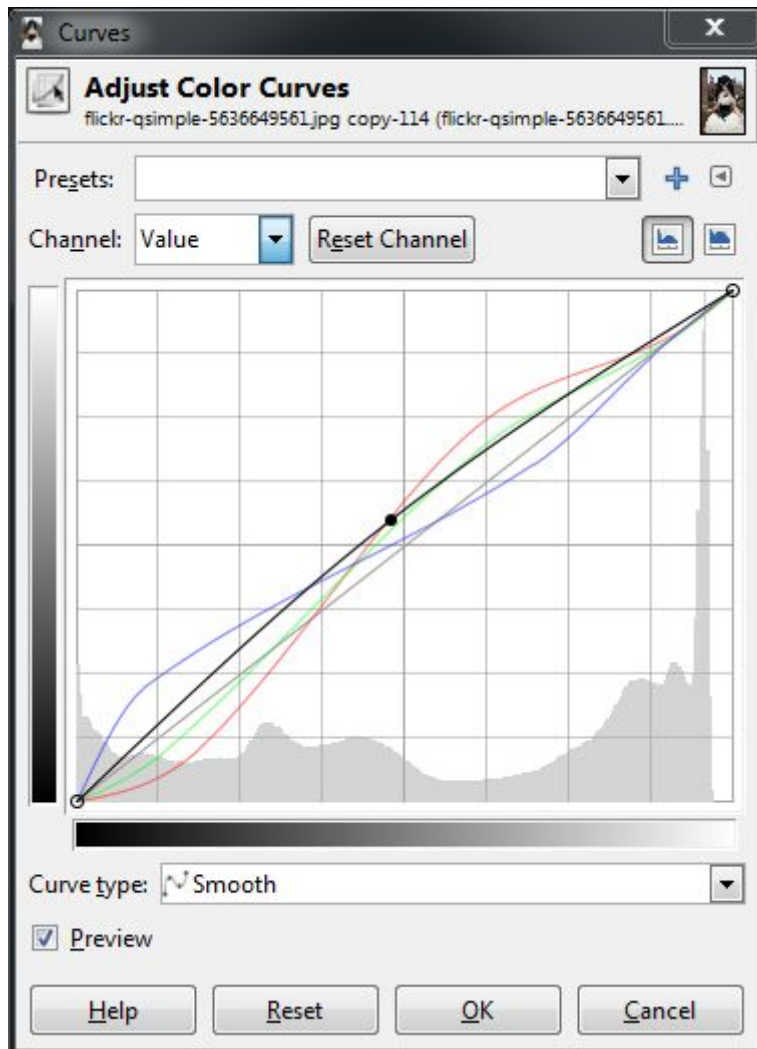 Curves
x
Adjust Color Curves
flickr-qsimple-5636649561.jpg copy-114 (flickr-qsimple-5636649561....
Presets:
Channel: Value Reset Channel
Curve type: Smooth
Preview
Help Reset OK Cancel